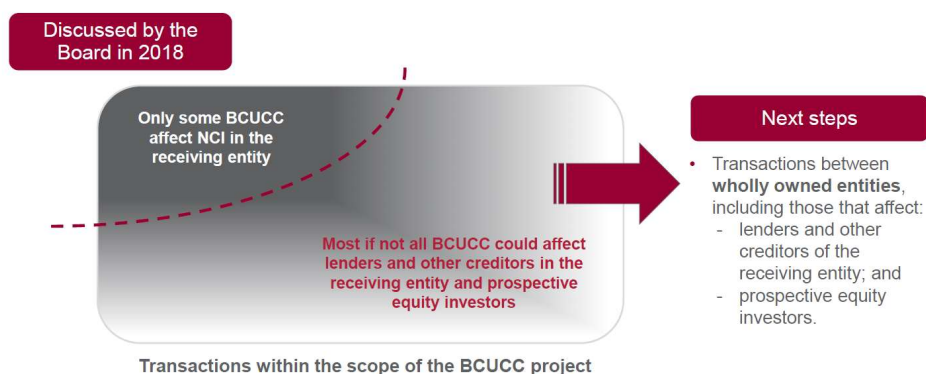 Discussed by the
Board in 2018
Only some BCUCC
affect NCI in the
receiving entity
Most if not all BCUCC could affect
lenders and other creditors in the
receiving entity and prospective
equity investors
Transactions within the scope of the BCUCC project
Next steps
• Transactions between
wholly owned entities,
including those that affect:
- lenders and other
creditors of the
receiving entity; and
- prospective equity
investors.